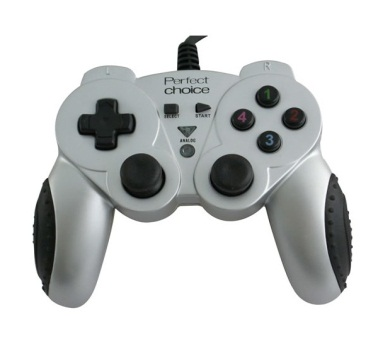 Perfect
choice
SELECT START
ANALOG
1
4 2
3